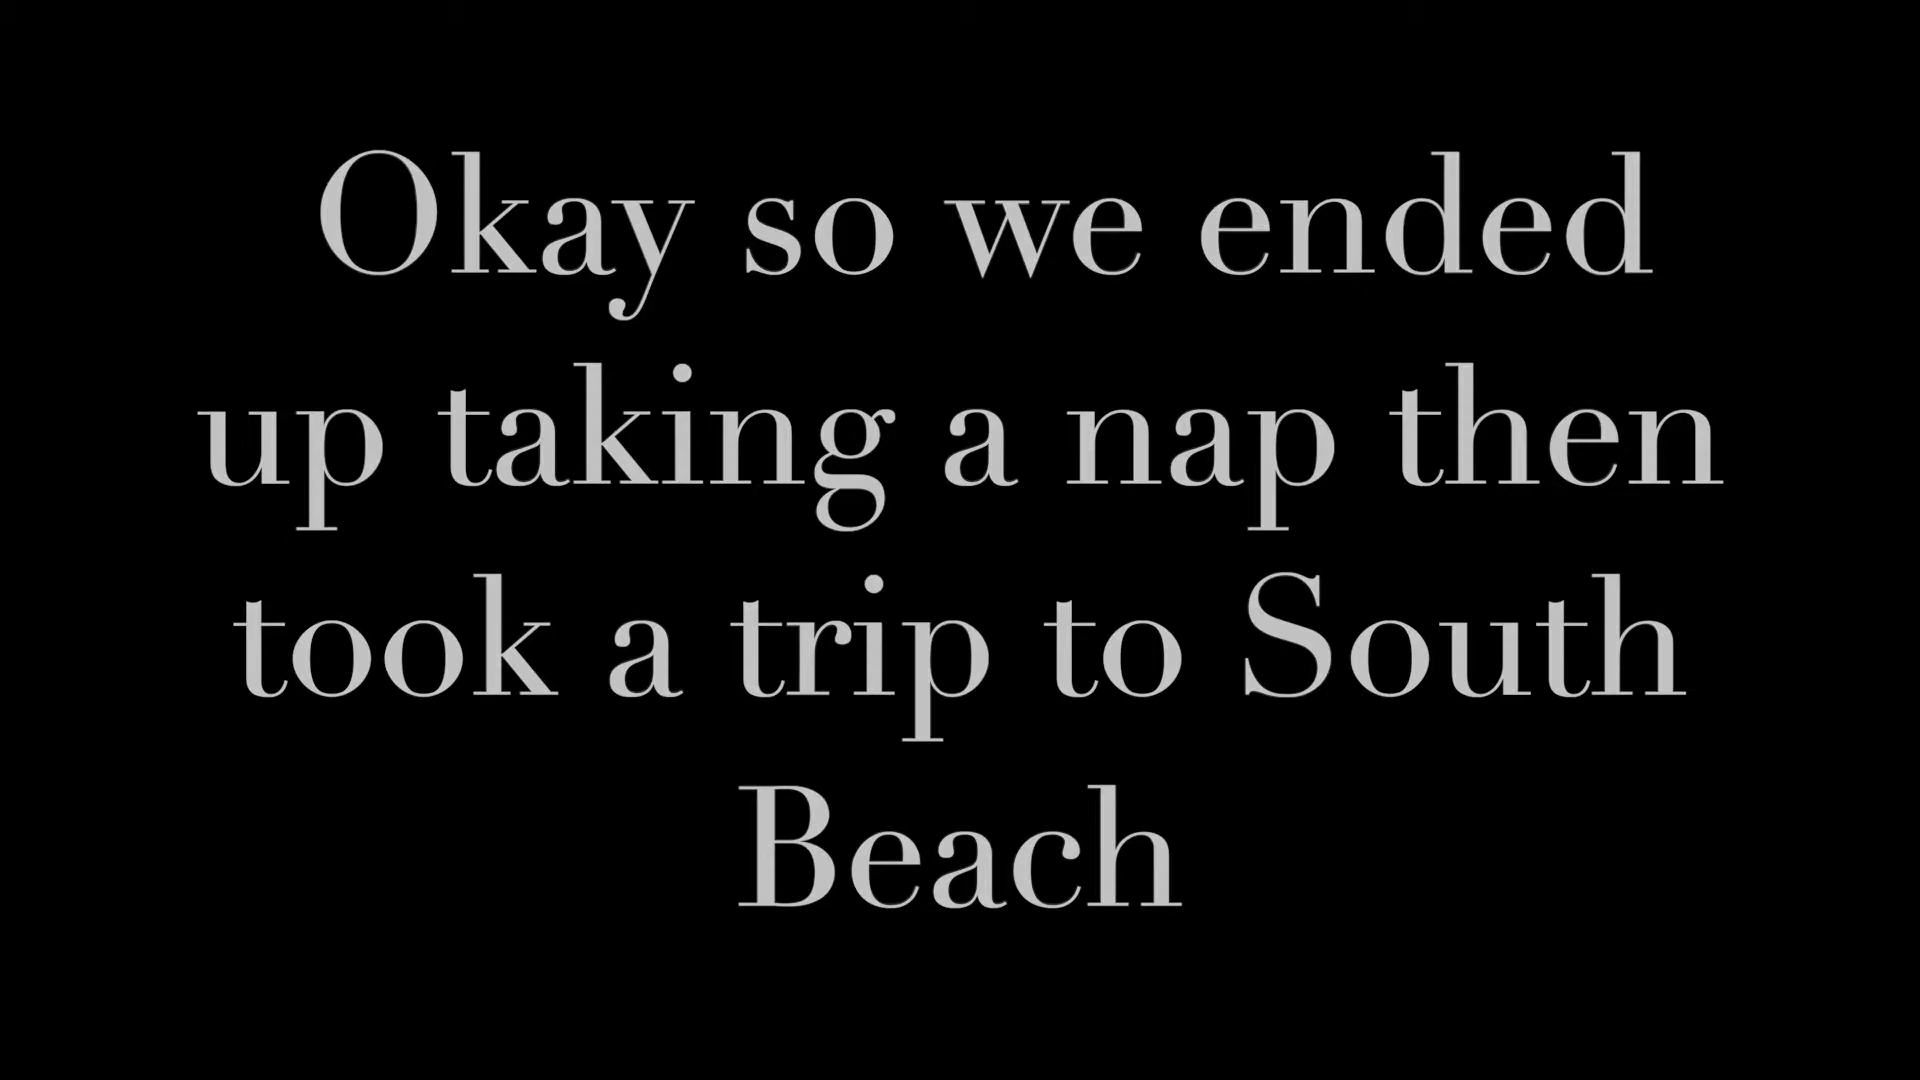 Okay so we ended
up taking a nap then
took a trip to South
Beach